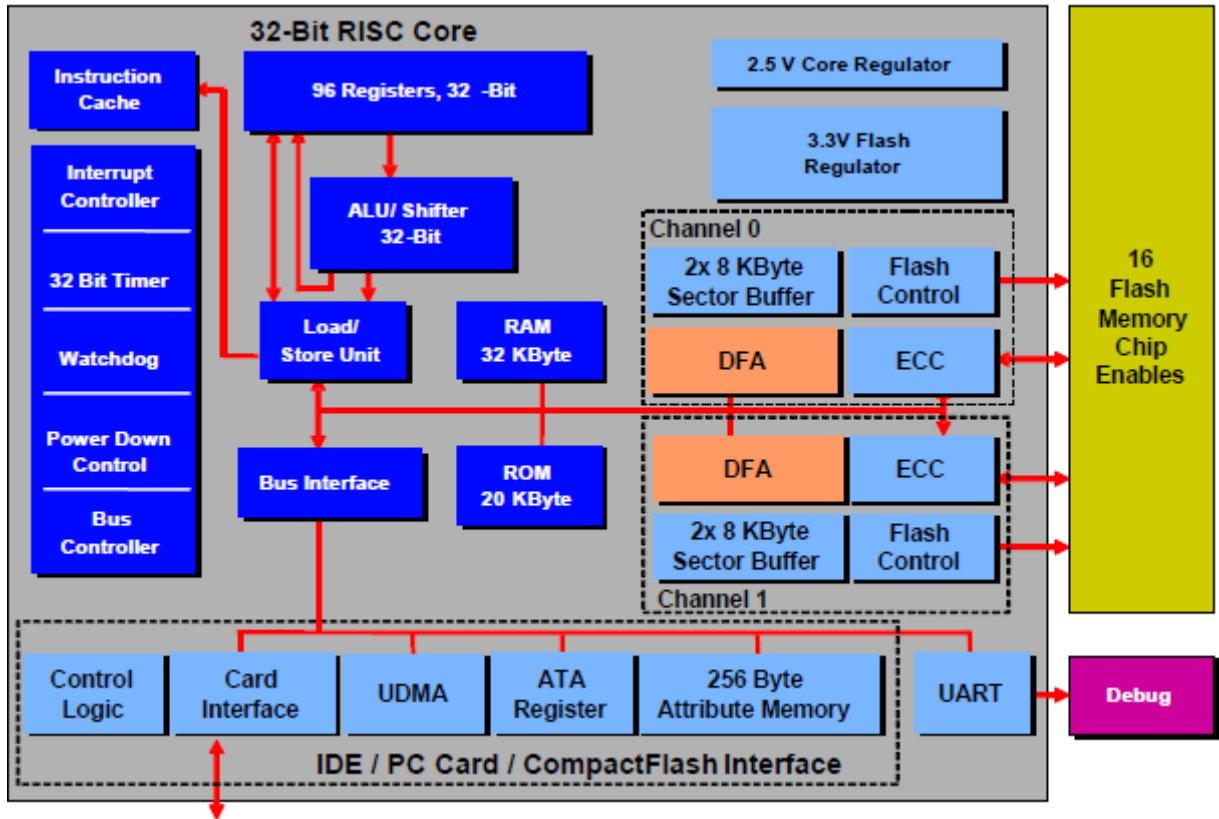 32-Bit RISC Core
Instruction
Cache
96 Registers, 32 -Bit
2.5 V Core Regulator
3.3V Flash
Regulator
Interrupt
Controller
32 Bit Timer
Watchdog
Power Down
Control
Bus
Controller
ALU/ Shifter
32-Bit
Load/
Store Unit
RAM
32 KByte
Bus Interface
ROM
20 KByte
Channel 0
2x 8 KByte
Sector Buffer
Flash
Control
DFA
ECC
DFA
ECC
2x 8 KByte
Sector Buffer
Flash
Control
Channel 1
16
Flash
Memory
Chip
Enables
Control
Logic
Card
Interface
UDMA
ATA
Register
256 Byte
Attribute Memory
UART
Debug
IDE / PC Card / CompactFlash Interface